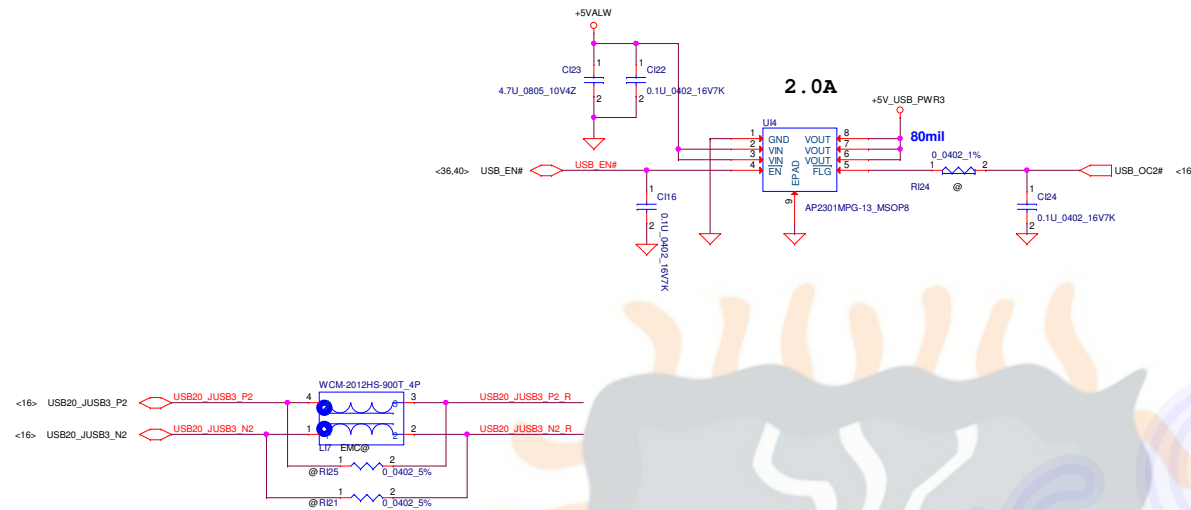 +5VALW
CI23
1
2
4.7U_0805_10V4Z
CI22
1
2
0.1U_0402_16V7K
2.0A
+5V_USB_PWR3
80mil
UI4
1 GND VOUT 8
2 VIN VOUT 7
3 VIN VOUT 6
4 EN FLG 5
EPAD
9
AP2301MPG-13_MSOP8
<36,40> USB_EN#
USB_EN#
CI16
1
2
0.1U_0402_16V7K
0_0402_1%
1 2
RI24 @
CI24
1
2
0.1U_0402_16V7K
USB_OC2# <16
WCM-2012HS-900T_4P
<16> USB20_JUSB3_P2
USB20_JUSB3_P2
4 3
3
USB20_JUSB3_P2_R
<16> USB20_JUSB3_N2
USB20_JUSB3_N2
1 2
2
USB20_JUSB3_N2_R
LI7 EMC@
@RI25 1 2 0_0402_5%
@RI21 1 2 0_0402_5%